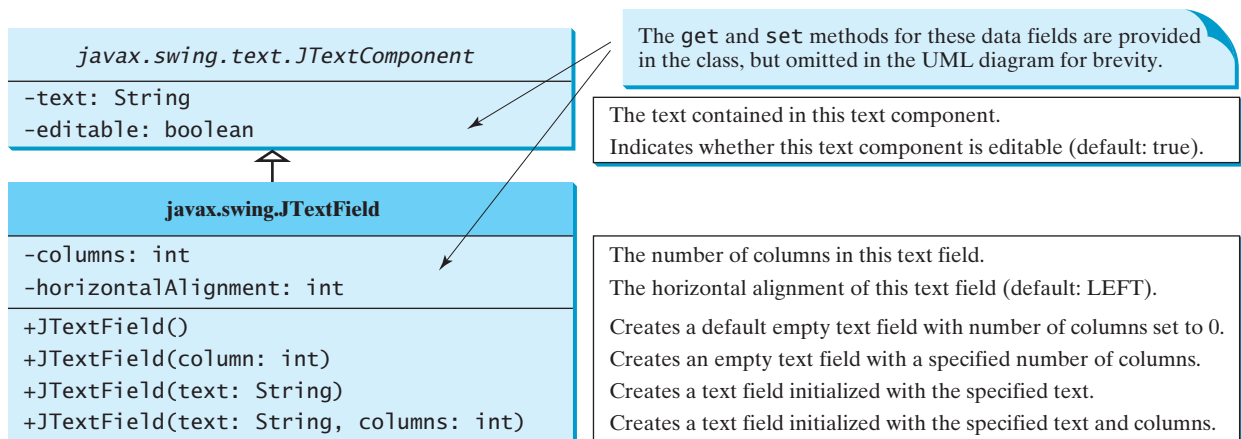 javax.swing.text.JTextComponent
-text: String
-editable: boolean
The get and set methods for these data fields are provided
in the class, but omitted in the UML diagram for brevity.
The text contained in this text component.
Indicates whether this text component is editable (default: true).
javax.swing.JTextField
-columns: int
-horizontalAlignment: int
The number of columns in this text field.
The horizontal alignment of this text field (default: LEFT).
+JTextField()
+JTextField(column: int)
+JTextField(text: String)
+JTextField(text: String, columns: int)
Creates a default empty text field with number of columns set to 0.
Creates an empty text field with a specified number of columns.
Creates a text field initialized with the specified text.
Creates a text field initialized with the specified text and columns.